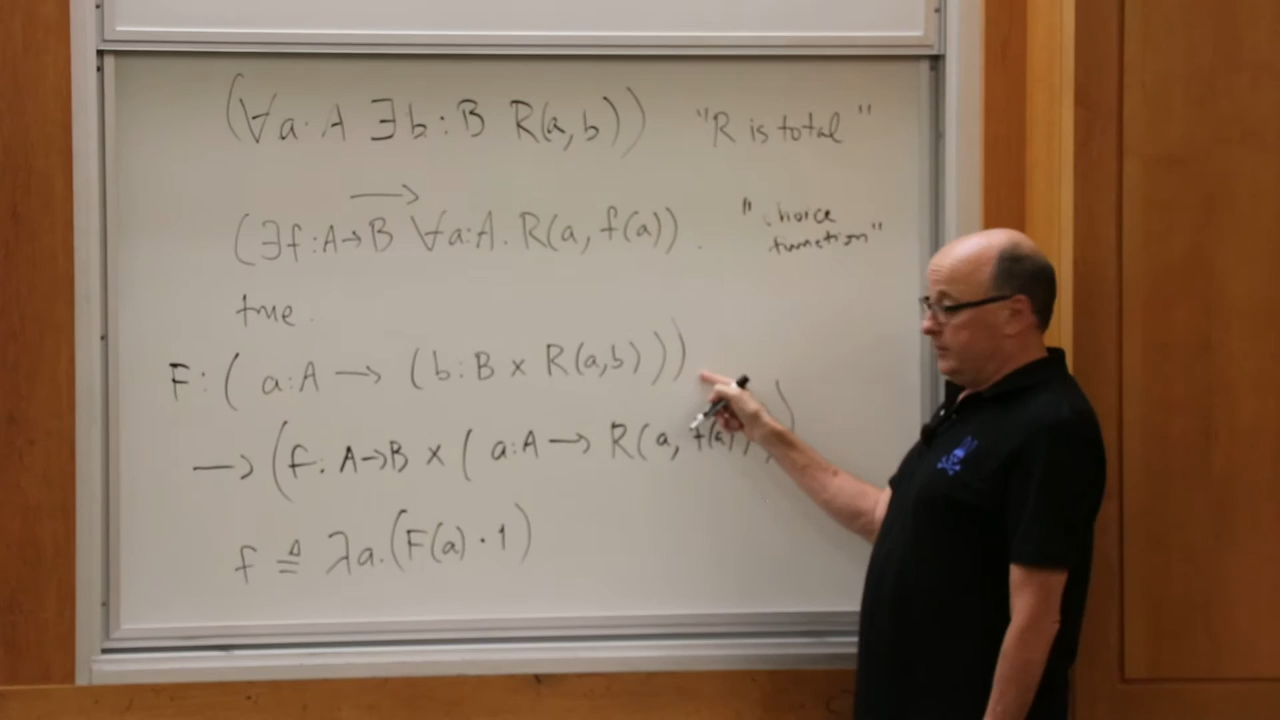 (∀a:A ∃b:B R(a,b)) "R is total"
→
(∃f:A→B ∀a:A. R(a, f(a)). "choice function"
true.
F: ( a:A → (b:B × R(a,b)))
→ (f: A→B × ( a:A → R(a, f(a)))
f ≜ λa.(F(a)·1)